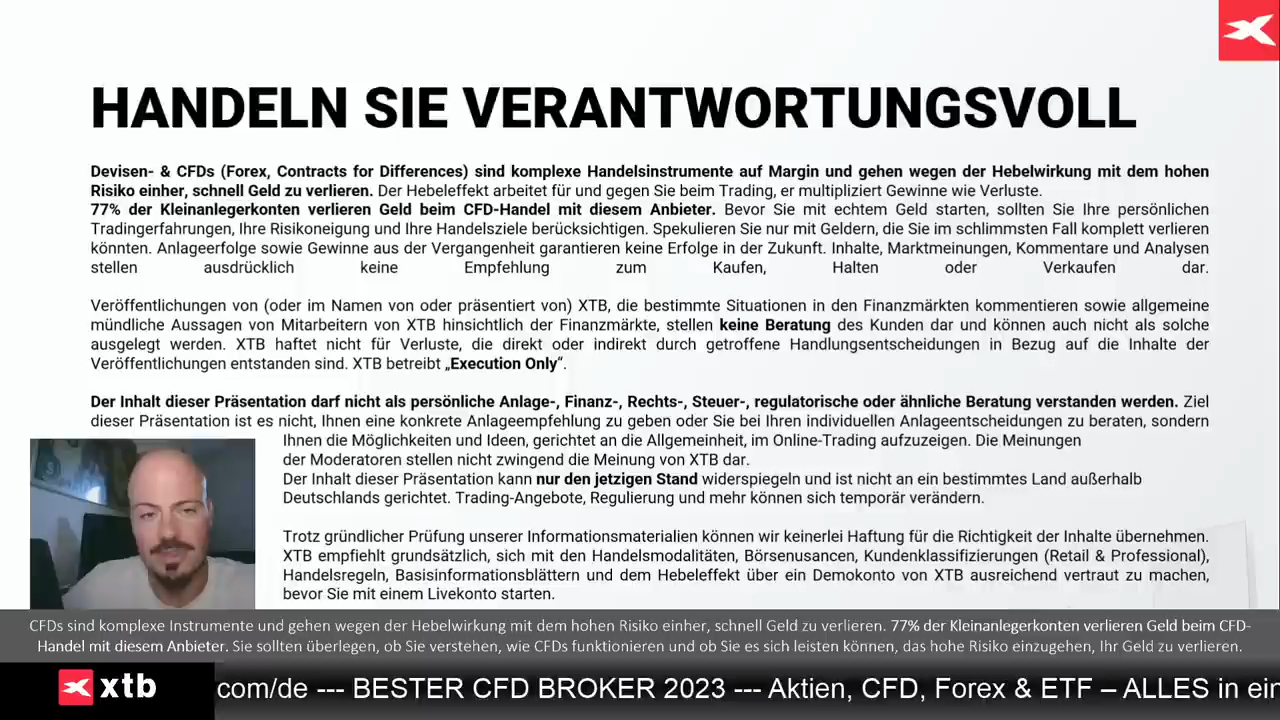 HANDELN SIE VERANTWORTUNGSVOLL
Devisen- & CFDs (Forex, Contracts for Differences) sind komplexe Handelsinstrumente auf Margin und gehen wegen der Hebelwirkung mit dem hohen
Risiko einher, schnell Geld zu verlieren. Der Hebeleffekt arbeitet für und gegen Sie beim Trading, er multipliziert Gewinne wie Verluste.
77% der Kleinanlegerkonten verlieren Geld beim CFD-Handel mit diesem Anbieter. Bevor Sie mit echtem Geld starten, sollten Sie Ihre persönlichen
Tradingerfahrungen, Ihre Risikoneigung und Ihre Handelsziele berücksichtigen. Spekulieren Sie nur mit Geldern, die Sie im schlimmsten Fall komplett verlieren
könnten. Anlageerfolge sowie Gewinne aus der Vergangenheit garantieren keine Erfolge in der Zukunft. Inhalte, Marktmeinungen, Kommentare und Analysen
stellen ausdrücklich keine Empfehlung zum Kaufen, Halten oder Verkaufen dar.
Veröffentlichungen von (oder im Namen von oder präsentiert von) XTB, die bestimmte Situationen in den Finanzmärkten kommentieren sowie allgemeine
mündliche Aussagen von Mitarbeitern von XTB hinsichtlich der Finanzmärkte, stellen keine Beratung des Kunden dar und können auch nicht als solche
ausgelegt werden. XTB haftet nicht für Verluste, die direkt oder indirekt durch getroffene Handlungsentscheidungen in Bezug auf die Inhalte der
Veröffentlichungen entstanden sind. XTB betreibt „Execution Only“.
Der Inhalt dieser Präsentation darf nicht als persönliche Anlage-, Finanz-, Rechts-, Steuer-, regulatorische oder ähnliche Beratung verstanden werden. Ziel
dieser Präsentation ist es nicht, Ihnen eine konkrete Anlageempfehlung zu geben oder Sie bei Ihren individuellen Anlageentscheidungen zu beraten, sondern
Ihnen die Möglichkeiten und Ideen, gerichtet an die Allgemeinheit, im Online-Trading aufzuzeigen. Die Meinungen
der Moderatoren stellen nicht zwingend die Meinung von XTB dar.
Der Inhalt dieser Präsentation kann nur den jetzigen Stand widerspiegeln und ist nicht an ein bestimmtes Land außerhalb
Deutschlands gerichtet. Trading-Angebote, Regulierung und mehr können sich temporär verändern.
Trotz gründlicher Prüfung unserer Informationsmaterialien können wir keinerlei Haftung für die Richtigkeit der Inhalte übernehmen.
XTB empfiehlt grundsätzlich, sich mit den Handelsmodalitäten, Börsenusancen, Kundenklassifizierungen (Retail & Professional),
Handelsregeln, Basisinformationsblättern und dem Hebeleffekt über ein Demokonto von XTB ausreichend vertraut zu machen,
bevor Sie mit einem Livekonto starten.
CFDs sind komplexe Instrumente und gehen wegen der Hebelwirkung mit dem hohen Risiko einher, schnell Geld zu verlieren. 77% der Kleinanlegerkonten verlieren Geld beim CFD-
Handel mit diesem Anbieter. Sie sollten überlegen, ob Sie verstehen, wie CFDs funktionieren und ob Sie es sich leisten können, das hohe Risiko einzugehen, Ihr Geld zu verlieren.
xtb com/de --- BESTER CFD BROKER 2023 --- Aktien, CFD, Forex & ETF – ALLES in ein